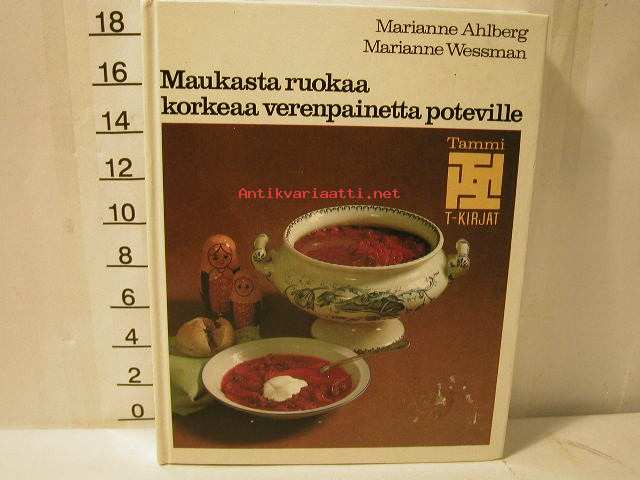 Marianne Ahlberg
Marianne Wessman
Maukasta ruokaa
korkeaa verenpainetta poteville
Tammi
T-KIRJAT
Antikvariaatti.net
18
16
14
12
10
8
6
4
2
0